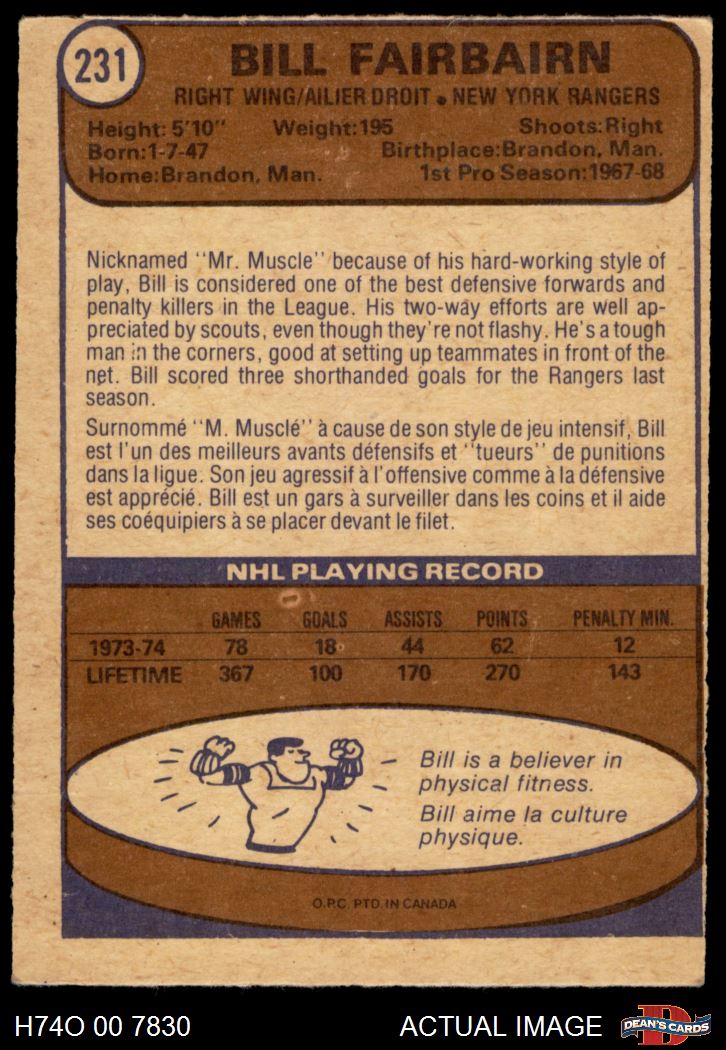 231
BILL FAIRBAIRN
RIGHT WING/AILIER DROIT • NEW YORK RANGERS
Height: 5'10" Weight:195 Shoots:Right
Born:1-7-47 Birthplace:Brandon, Man.
Home:Brandon, Man. 1st Pro Season:1967-68
Nicknamed "Mr. Muscle" because of his hard-working style of
play, Bill is considered one of the best defensive forwards and
penalty killers in the League. His two-way efforts are well ap-
preciated by scouts, even though they're not flashy. He's a tough
man in the corners, good at setting up teammates in front of the
net. Bill scored three shorthanded goals for the Rangers last
season.
Surnommé "M. Musclé" à cause de son style de jeu intensif, Bill
est l'un des meilleurs avants défensifs et "tueurs" de punitions
dans la ligue. Son jeu agressif à l'offensive comme à la défensive
est apprécié. Bill est un gars à surveiller dans les coins et il aide
ses coéquipiers à se placer devant le filet.
NHL PLAYING RECORD
GAMES GOALS ASSISTS POINTS PENALTY MIN.
1973-74 78 18 44 62 12
LIFETIME 367 100 170 270 143
Bill is a believer in
physical fitness.
Bill aime la culture
physique.
O.P.C. PTD. IN CANADA
H74O 00 7830 ACTUAL IMAGE D DEAN'S CARDS